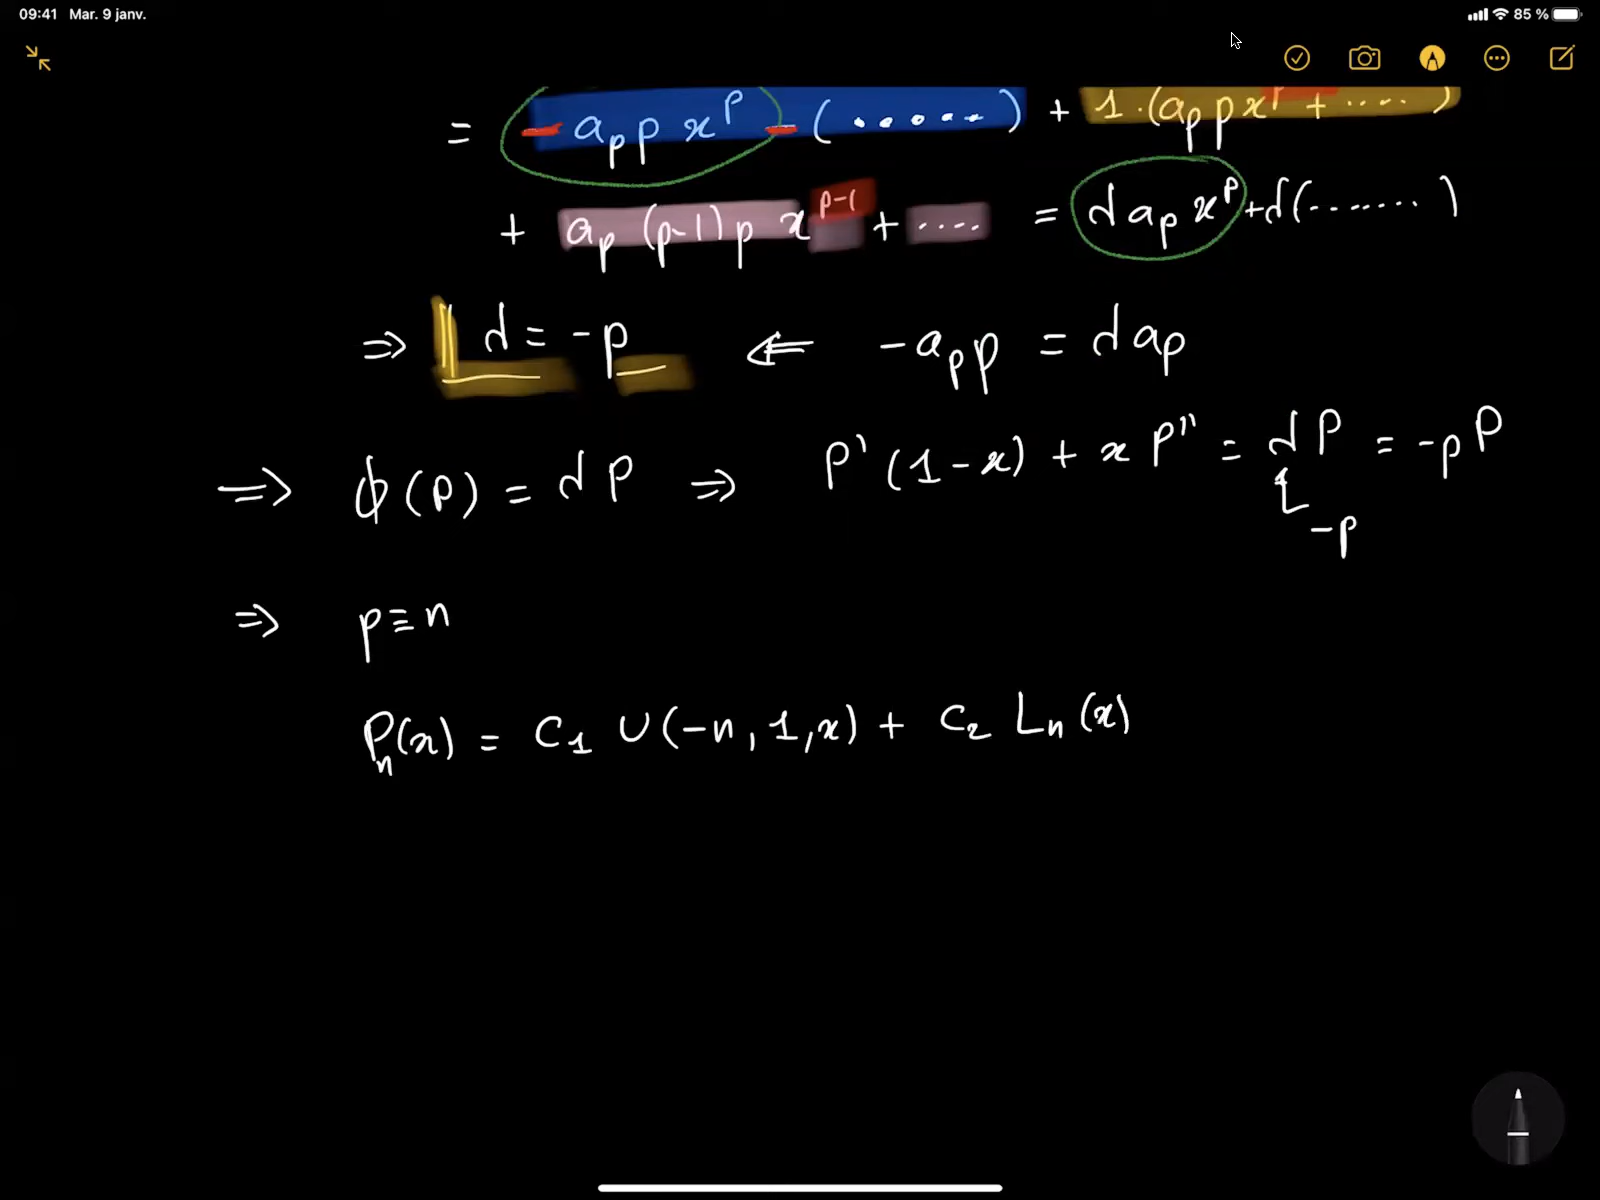 09:41 Mar. 9 janv. 85 %
= - a_p p x^p - (.....) + 1.(a_p p x^p + ....)
+ a_p (p-1) p x^{p-1} + .... = λ a_p x^p + λ(.......)
⇒ λ = -p ⇐ -a_p p = λ a_p
⇒ ϕ(P) = λ P ⇒ P' (1-x) + x P'' = λ P = -p P
-p
⇒ p ≡ n
P_n(x) = C_1 U(-n, 1, x) + C_2 L_n(x)